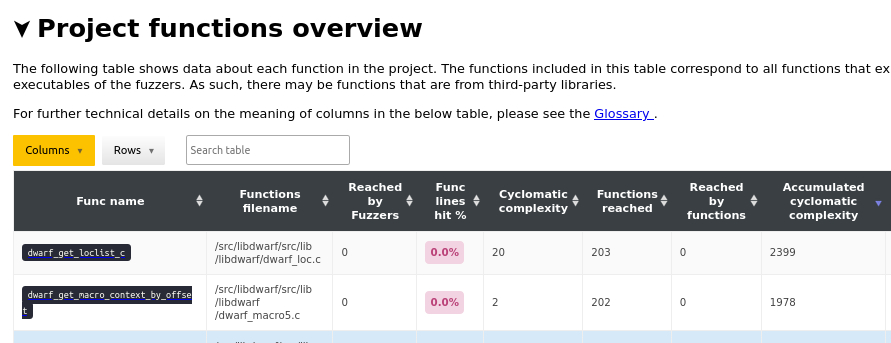 Project functions overview
The following table shows data about each function in the project. The functions included in this table correspond to all functions that ex
executables of the fuzzers. As such, there may be functions that are from third-party libraries.
For further technical details on the meaning of columns in the below table, please see the Glossary .
Columns Rows Search table
Func name
Functions
filename
Reached
by
Fuzzers
Func
lines
hit %
Cyclomatic
complexity
Functions
reached
Reached
by
functions
Accumulated
cyclomatic
complexity
dwarf_get_loclist_c
/src/libdwarf/src/lib
/libdwarf/dwarf_loc.c
0
0.0%
20
203
0
2399
dwarf_get_macro_context_by_offse
t
/src/libdwarf/src/lib
/libdwarf
/dwarf_macro5.c
0
0.0%
2
202
0
1978